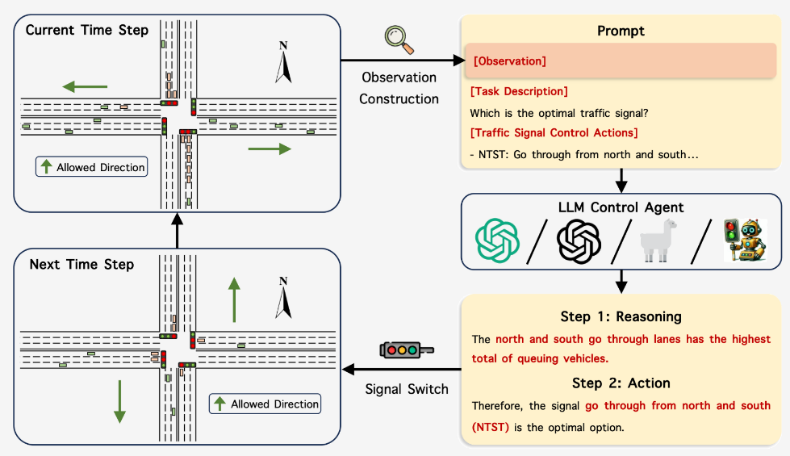 Current Time Step
N
Allowed Direction
Observation
Construction
Prompt
[Observation]
[Task Description]
Which is the optimal traffic signal?
[Traffic Signal Control Actions]
- NTST: Go through from north and south...
LLM Control Agent
Next Time Step
N
Allowed Direction
Signal Switch
Step 1: Reasoning
The north and south go through lanes has the highest
total of queuing vehicles.
Step 2: Action
Therefore, the signal go through from north and south
(NTST) is the optimal option.